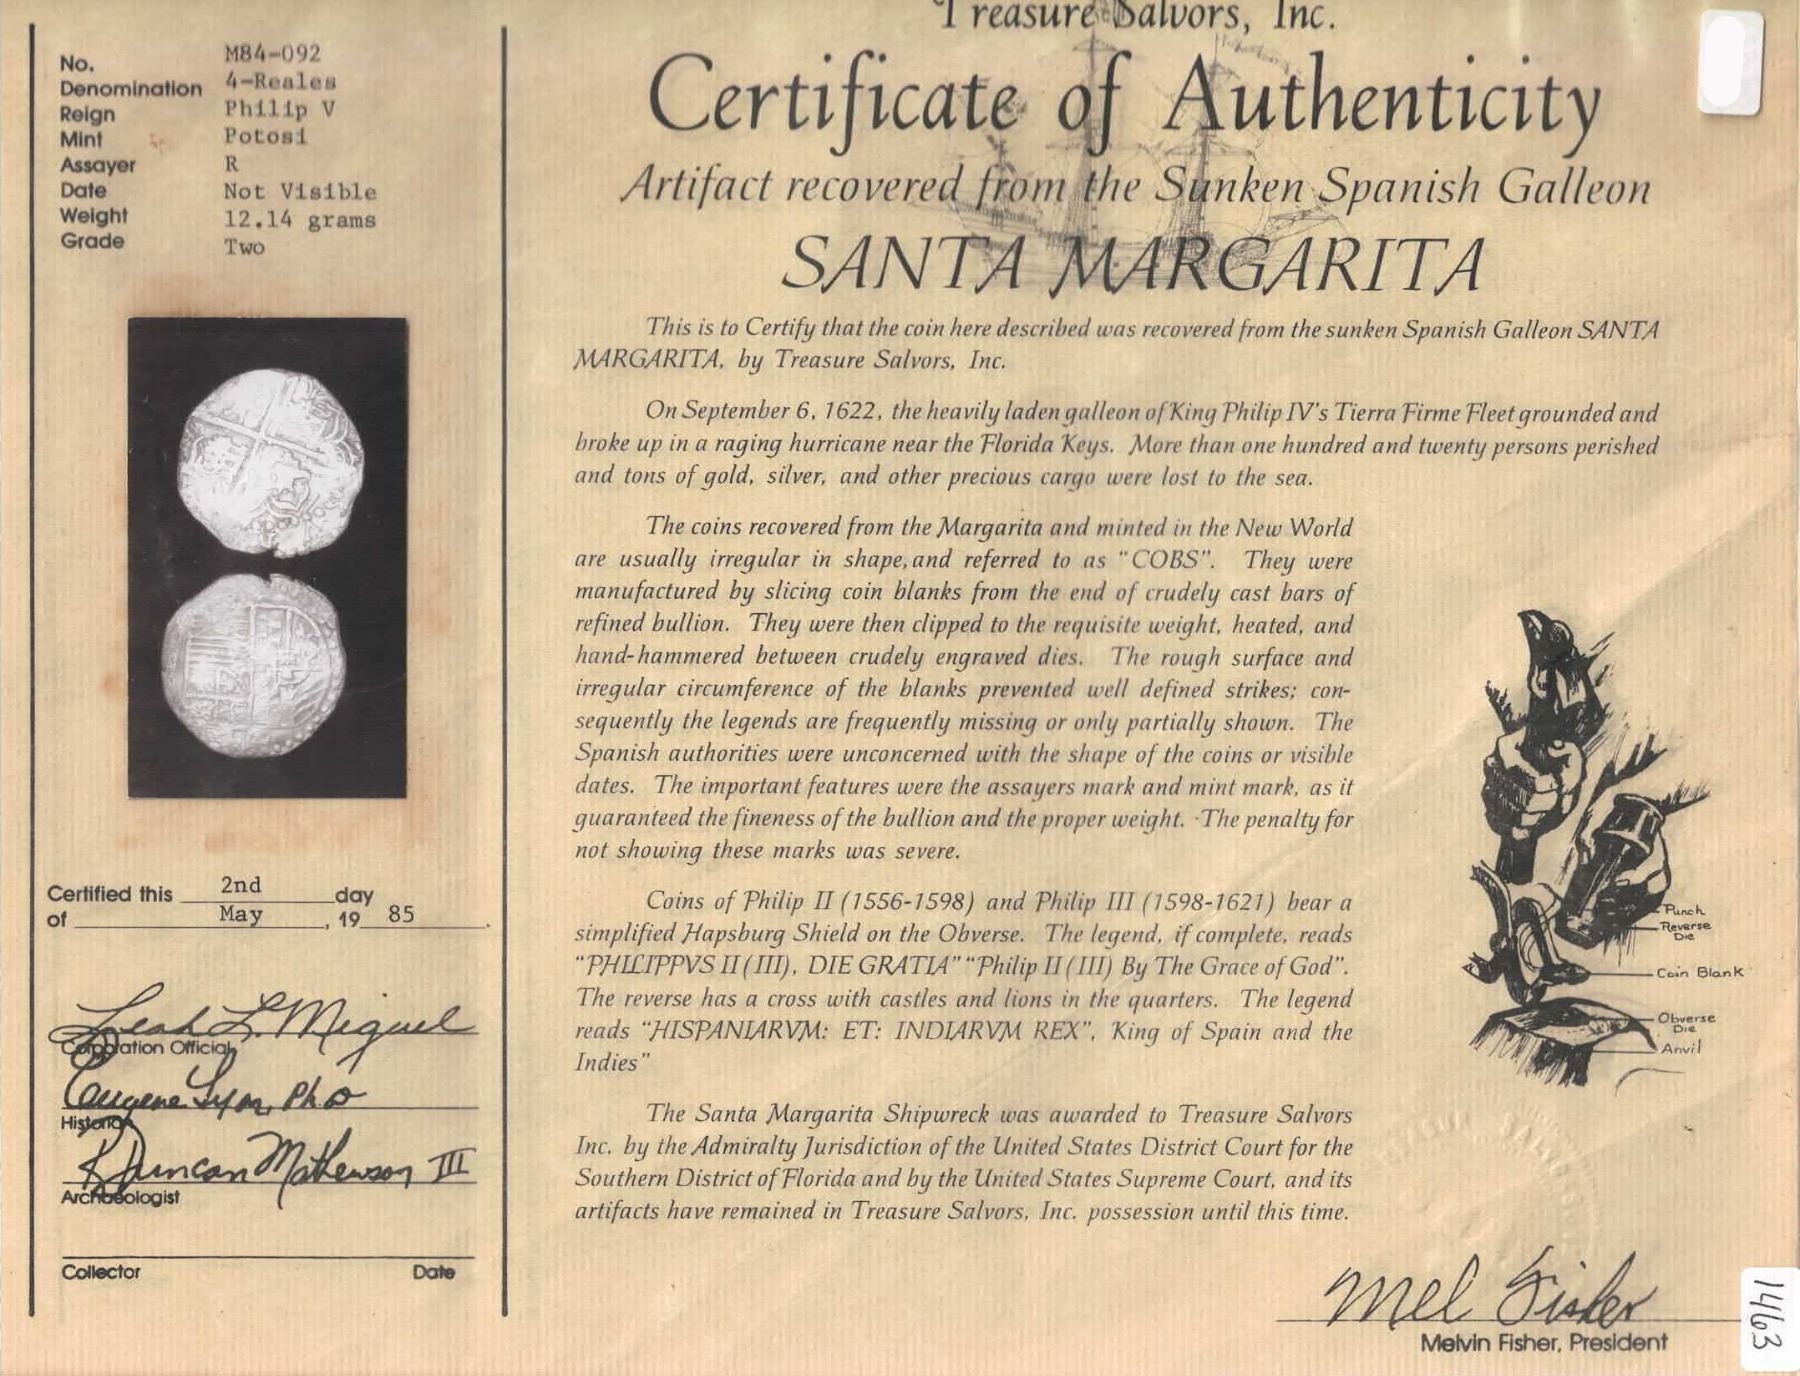 Treasure Salvors, Inc.
Certificate of Authenticity
Artifact recovered from the Sunken Spanish Galleon
SANTA MARGARITA
No. M84-092
Denomination 4-Reales
Reign Philip V
Mint Potosi
Assayer R
Date Not Visible
Weight 12.14 grams
Grade Two
Certified this 2nd day
of May, 19 85.
Leah L. Miguel
Corporation Official
Eugene Lyon, Ph D
Historian
R Duncan Mathewson III
Archaeologist
Collector Date
This is to Certify that the coin here described was recovered from the sunken Spanish Galleon SANTA
MARGARITA, by Treasure Salvors, Inc.
On September 6, 1622, the heavily laden galleon of King Philip IV's Tierra Firme Fleet grounded and
broke up in a raging hurricane near the Florida Keys. More than one hundred and twenty persons perished
and tons of gold, silver, and other precious cargo were lost to the sea.
The coins recovered from the Margarita and minted in the New World
are usually irregular in shape, and referred to as "COBS". They were
manufactured by slicing coin blanks from the end of crudely cast bars of
refined bullion. They were then clipped to the requisite weight, heated, and
hand-hammered between crudely engraved dies. The rough surface and
irregular circumference of the blanks prevented well defined strikes; con-
sequently the legends are frequently missing or only partially shown. The
Spanish authorities were unconcerned with the shape of the coins or visible
dates. The important features were the assayers mark and mint mark, as it
guaranteed the fineness of the bullion and the proper weight. The penalty for
not showing these marks was severe.
Coins of Philip II (1556-1598) and Philip III (1598-1621) bear a
simplified Hapsburg Shield on the Obverse. The legend, if complete, reads
"PHILIPPVS II (III), DIE GRATIA" "Philip II (III) By The Grace of God".
The reverse has a cross with castles and lions in the quarters. The legend
reads "HISPANIARVM: ET: INDIARVM REX", King of Spain and the
Indies"
The Santa Margarita Shipwreck was awarded to Treasure Salvors
Inc. by the Admiralty Jurisdiction of the United States District Court for the
Southern District of Florida and by the United States Supreme Court, and its
artifacts have remained in Treasure Salvors, Inc. possession until this time.
Punch
Reverse
Die
Coin Blank
Obverse
Die
Anvil
Mel Fisher
Melvin Fisher, President
1463